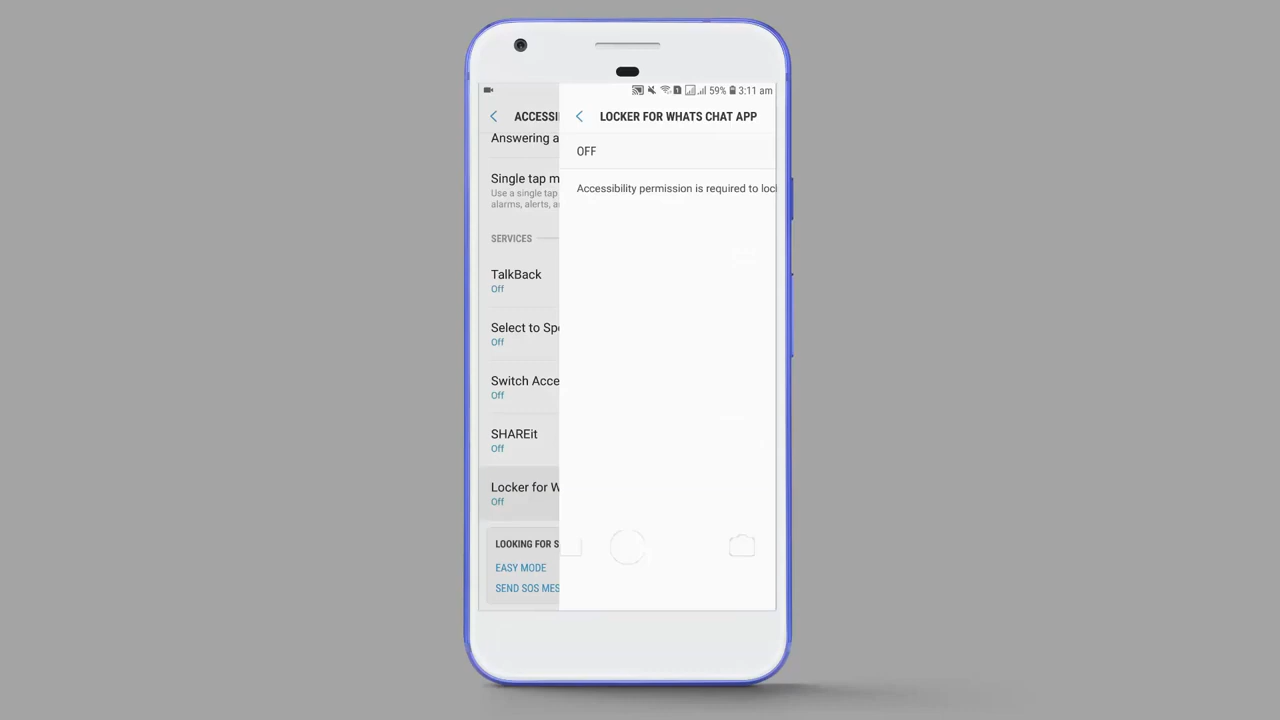 59% 3:11 am
ACCESSI
Answering a
Single tap m
Use a single tap
alarms, alerts, a
SERVICES
TalkBack
Off
Select to Spe
Off
Switch Acce
Off
SHAREit
Off
Locker for W
Off
LOOKING FOR S
EASY MODE
SEND SOS MES
LOCKER FOR WHATS CHAT APP
OFF
Accessibility permission is required to loc